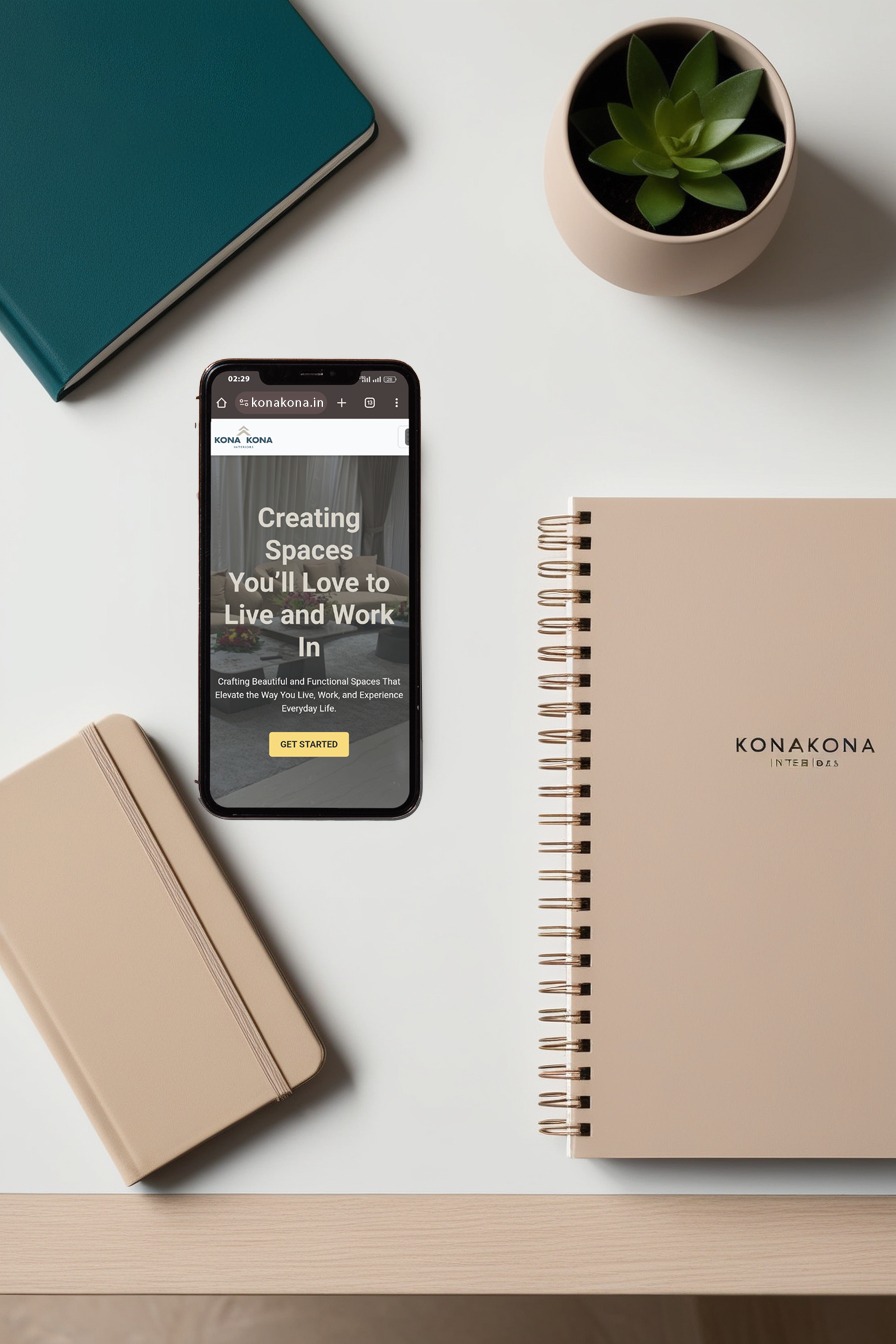 02:29
konakona.in
13
KONA KONA
Creating
Spaces
You'll Love to
Live and Work
In
Crafting Beautiful and Functional Spaces That
Elevate the Way You Live, Work, and Experience
Everyday Life.
GET STARTED
KONAKONA